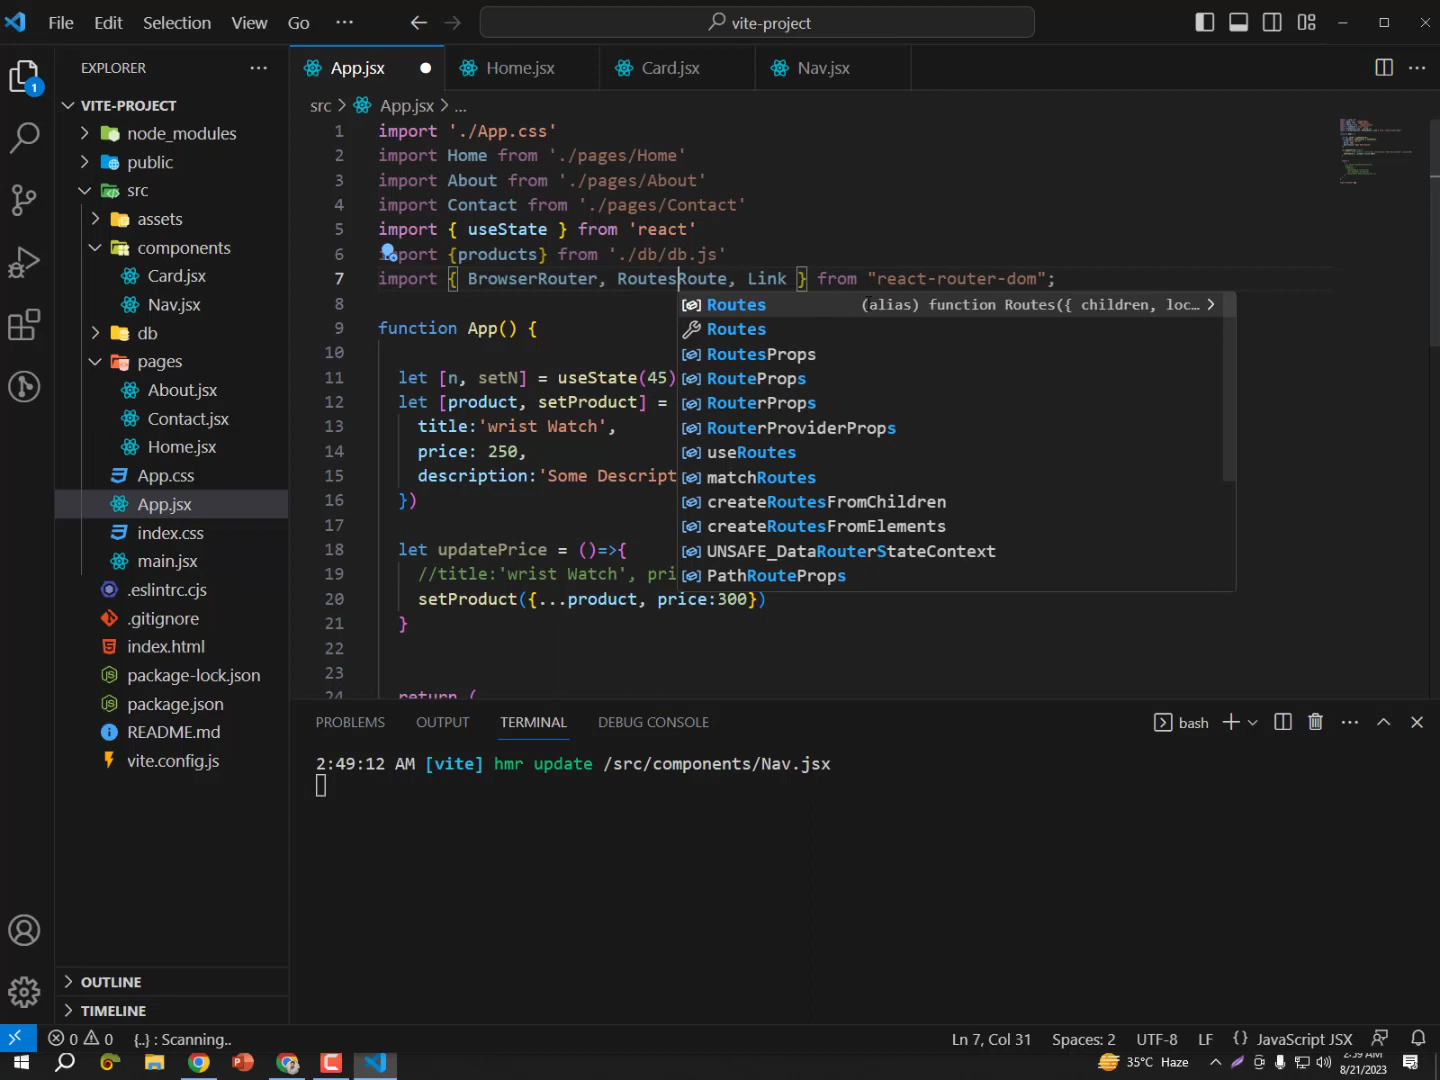 File Edit Selection View Go ··· vite-project
EXPLORER ···
VITE-PROJECT
node_modules
public
src
assets
components
Card.jsx
Nav.jsx
db
pages
About.jsx
Contact.jsx
Home.jsx
App.css
App.jsx
index.css
main.jsx
.eslintrc.cjs
.gitignore
index.html
package-lock.json
package.json
README.md
vite.config.js
OUTLINE
TIMELINE
1
App.jsx Home.jsx Card.jsx Nav.jsx
src > App.jsx > ...
1 import './App.css'
2 import Home from './pages/Home'
3 import About from './pages/About'
4 import Contact from './pages/Contact'
5 import { useState } from 'react'
6 import {products} from './db/db.js'
7 import { BrowserRouter, RoutesRoute, Link } from "react-router-dom";
8
9 function App() {
10
11 let [n, setN] = useState(45)
12 let [product, setProduct] =
13 title:'wrist Watch',
14 price: 250,
15 description:'Some Descript
16 })
17
18 let updatePrice = ()=>{
19 //title:'wrist Watch', pri
20 setProduct({...product, price:300})
21 }
22
23
24 return (
Routes (alias) function Routes({ children, loc…
Routes
RoutesProps
RouteProps
RouterProps
RouterProviderProps
useRoutes
matchRoutes
createRoutesFromChildren
createRoutesFromElements
UNSAFE_DataRouterStateContext
PathRouteProps
PROBLEMS OUTPUT TERMINAL DEBUG CONSOLE bash
2:49:12 AM [vite] hmr update /src/components/Nav.jsx
0 0 {..} : Scanning.. Ln 7, Col 31 Spaces: 2 UTF-8 LF {} JavaScript JSX
35°C Haze 2:59 AM
8/21/2023